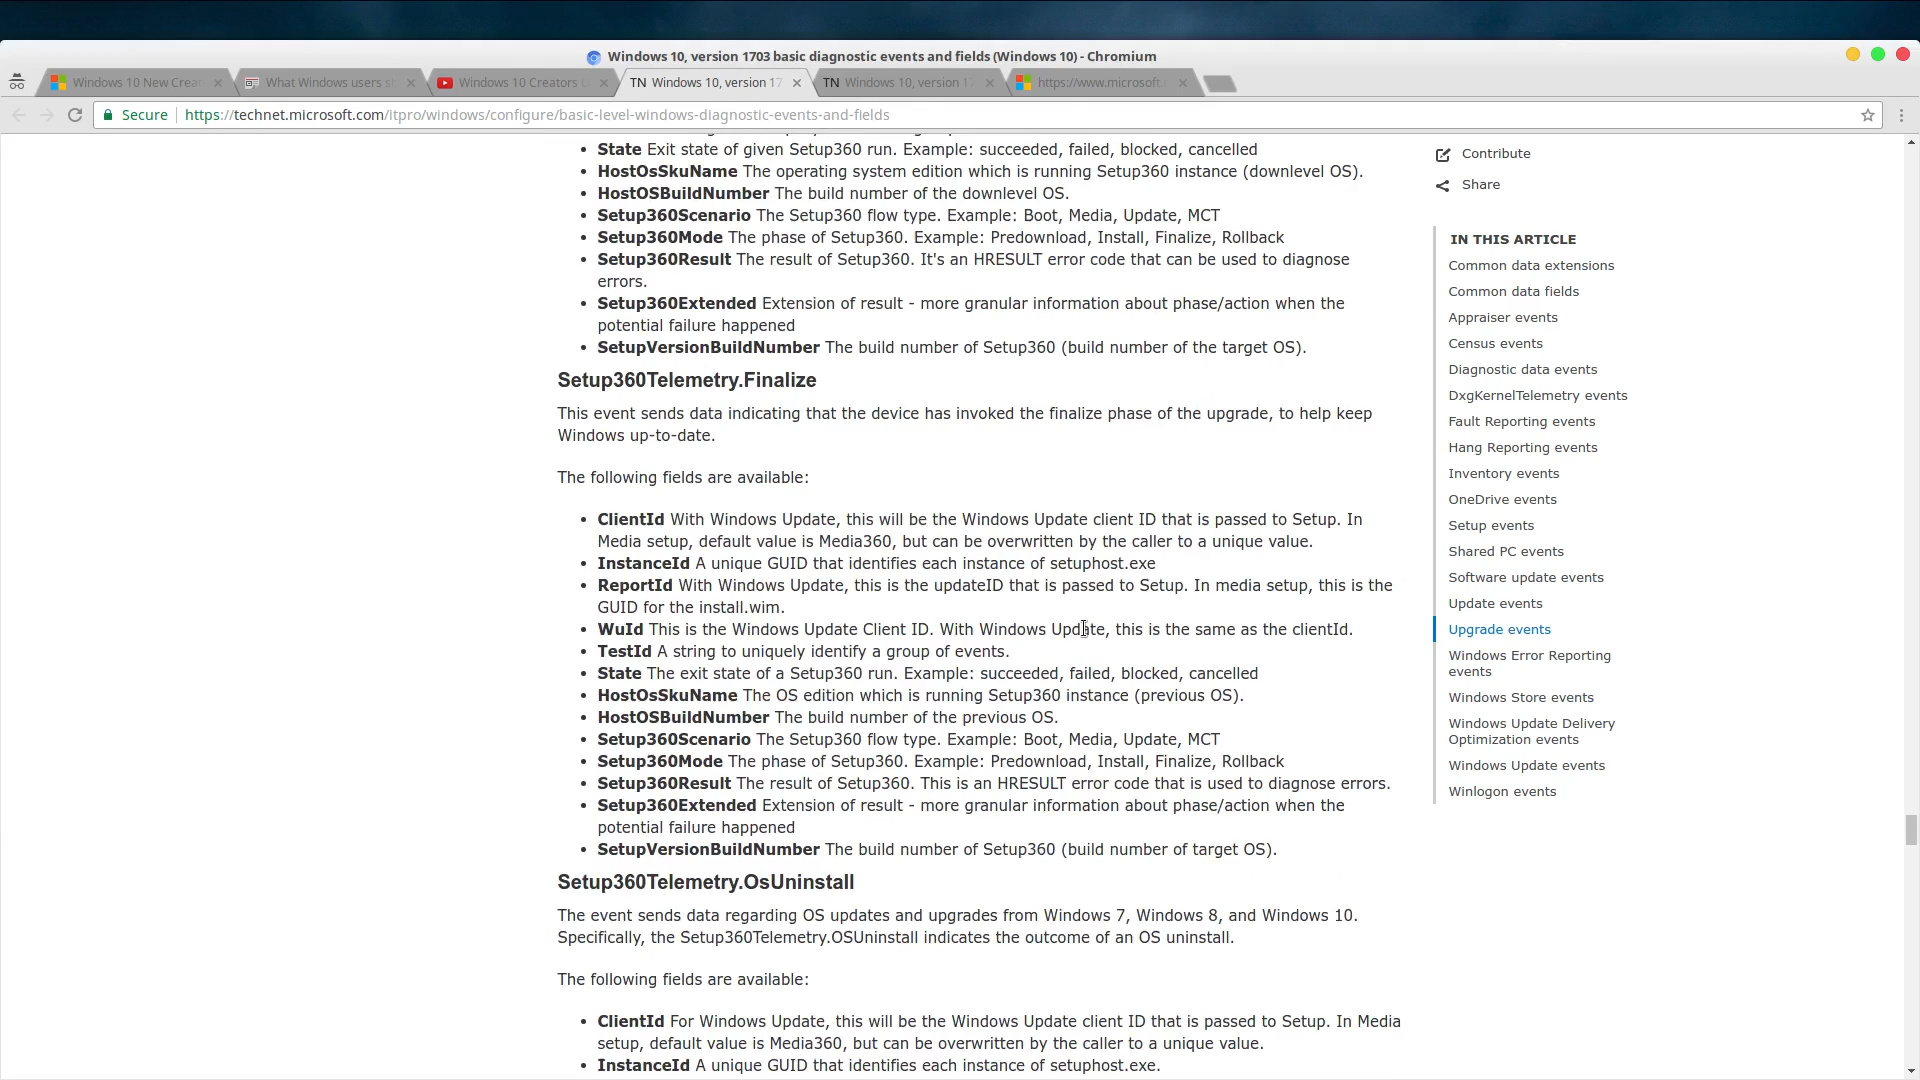 Windows 10, version 1703 basic diagnostic events and fields (Windows 10) - Chromium
Windows 10 New Crea
What Windows users s
Windows 10 Creators
TN Windows 10, version 17
TN Windows 10, version 17
https://www.microsoft.
Secure https://technet.microsoft.com/itpro/windows/configure/basic-level-windows-diagnostic-events-and-fields
• State Exit state of given Setup360 run. Example: succeeded, failed, blocked, cancelled
• HostOsSkuName The operating system edition which is running Setup360 instance (downlevel OS).
• HostOSBuildNumber The build number of the downlevel OS.
• Setup360Scenario The Setup360 flow type. Example: Boot, Media, Update, MCT
• Setup360Mode The phase of Setup360. Example: Predownload, Install, Finalize, Rollback
• Setup360Result The result of Setup360. It's an HRESULT error code that can be used to diagnose
errors.
• Setup360Extended Extension of result - more granular information about phase/action when the
potential failure happened
• SetupVersionBuildNumber The build number of Setup360 (build number of the target OS).
Setup360Telemetry.Finalize
This event sends data indicating that the device has invoked the finalize phase of the upgrade, to help keep
Windows up-to-date.
The following fields are available:
• ClientId With Windows Update, this will be the Windows Update client ID that is passed to Setup. In
Media setup, default value is Media360, but can be overwritten by the caller to a unique value.
• InstanceId A unique GUID that identifies each instance of setuphost.exe
• ReportId With Windows Update, this is the updateID that is passed to Setup. In media setup, this is the
GUID for the install.wim.
• WuId This is the Windows Update Client ID. With Windows Update, this is the same as the clientId.
• TestId A string to uniquely identify a group of events.
• State The exit state of a Setup360 run. Example: succeeded, failed, blocked, cancelled
• HostOsSkuName The OS edition which is running Setup360 instance (previous OS).
• HostOSBuildNumber The build number of the previous OS.
• Setup360Scenario The Setup360 flow type. Example: Boot, Media, Update, MCT
• Setup360Mode The phase of Setup360. Example: Predownload, Install, Finalize, Rollback
• Setup360Result The result of Setup360. This is an HRESULT error code that is used to diagnose errors.
• Setup360Extended Extension of result - more granular information about phase/action when the
potential failure happened
• SetupVersionBuildNumber The build number of Setup360 (build number of target OS).
Setup360Telemetry.OsUninstall
The event sends data regarding OS updates and upgrades from Windows 7, Windows 8, and Windows 10.
Specifically, the Setup360Telemetry.OSUninstall indicates the outcome of an OS uninstall.
The following fields are available:
• ClientId For Windows Update, this will be the Windows Update client ID that is passed to Setup. In Media
setup, default value is Media360, but can be overwritten by the caller to a unique value.
• InstanceId A unique GUID that identifies each instance of setuphost.exe.
Contribute
Share
IN THIS ARTICLE
Common data extensions
Common data fields
Appraiser events
Census events
Diagnostic data events
DxgKernelTelemetry events
Fault Reporting events
Hang Reporting events
Inventory events
OneDrive events
Setup events
Shared PC events
Software update events
Update events
Upgrade events
Windows Error Reporting
events
Windows Store events
Windows Update Delivery
Optimization events
Windows Update events
Winlogon events